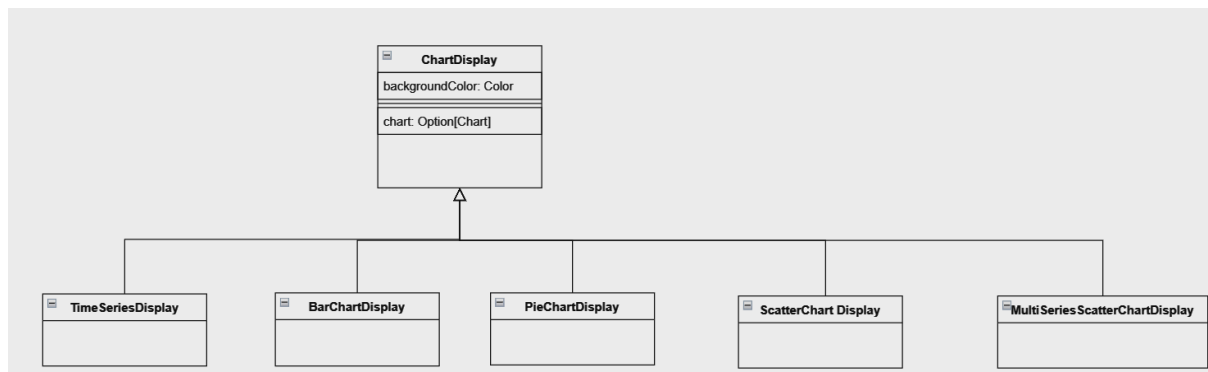 ChartDisplay
backgroundColor: Color
chart: Option[Chart]
TimeSeriesDisplay
BarChartDisplay
PieChartDisplay
ScatterChart Display
MultiSeriesScatterChartDisplay